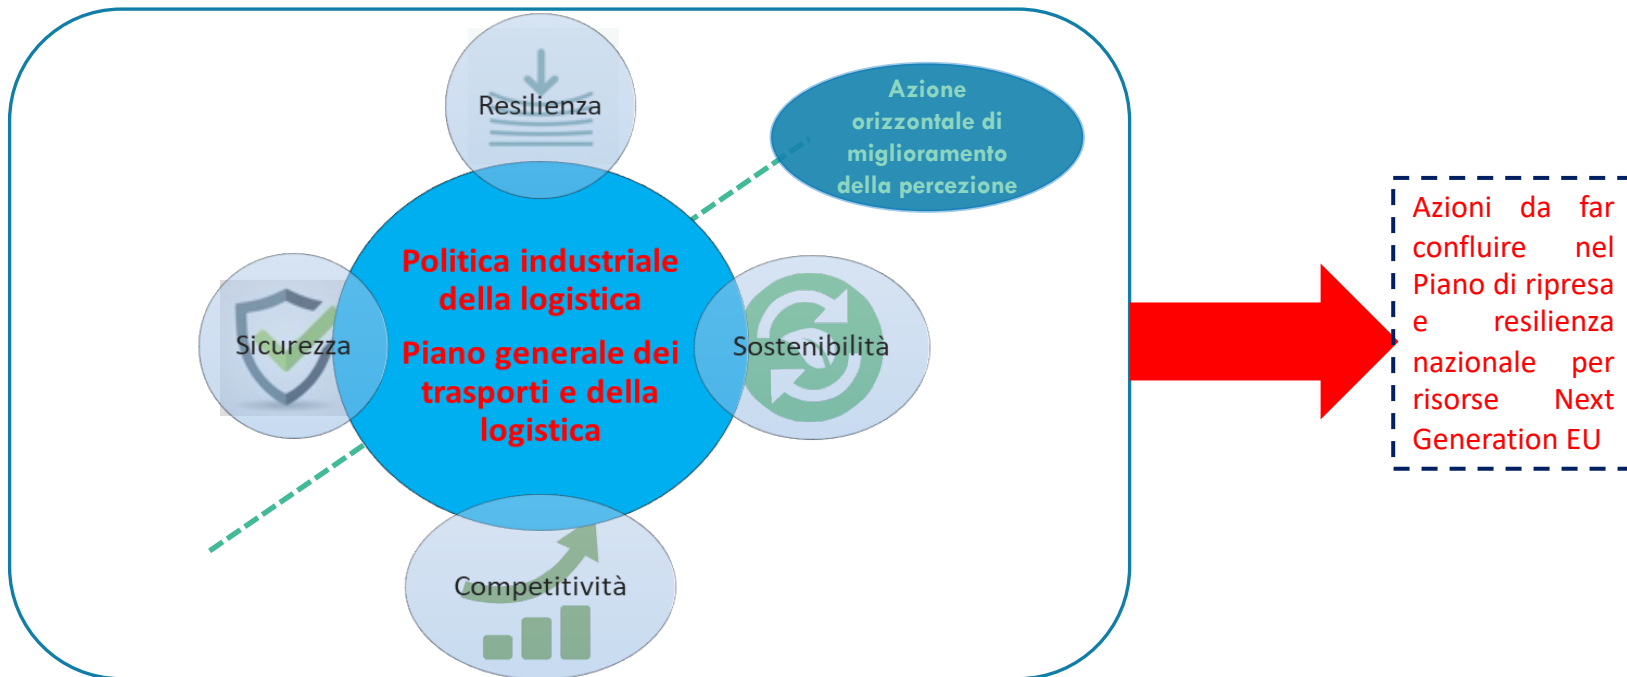 Resilienza
Azione
orizzontale di
miglioramento
della percezione
Politica industriale
della logistica
Sicurezza
Sostenibilità
Piano generale dei
trasporti e della
logistica
Competitività
Azioni da far
confluire nel
Piano di ripresa
e resilienza
nazionale per
risorse Next
Generation EU